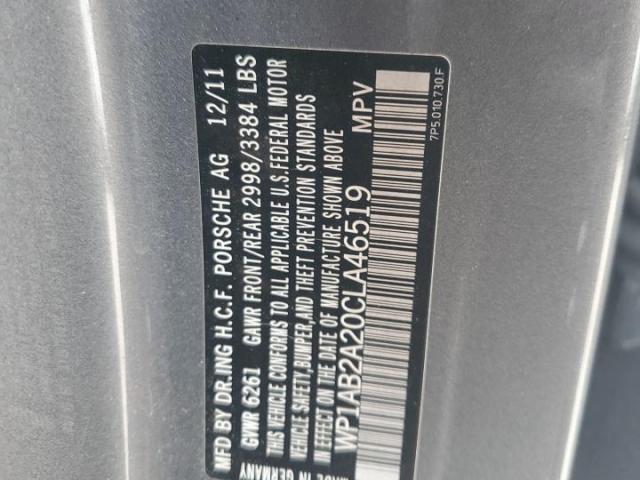 MFD BY DR.ING H.C.F. PORSCHE AG 12/11
GWR 6261 GAWR FRONT/REAR 2998/3384 LBS
THIS VEHICLE CONFORMS TO ALL APPLICABLE U.S.FEDERAL MOTOR
VEHICLE SAFETY,BUMPER,AND THEFT PREVENTION STANDARDS
IN EFFECT ON THE DATE OF MANUFACTURE SHOWN ABOVE
WP1AB2A20CLA46519 MPV
MADE IN GERMANY
7P5.010.730.F